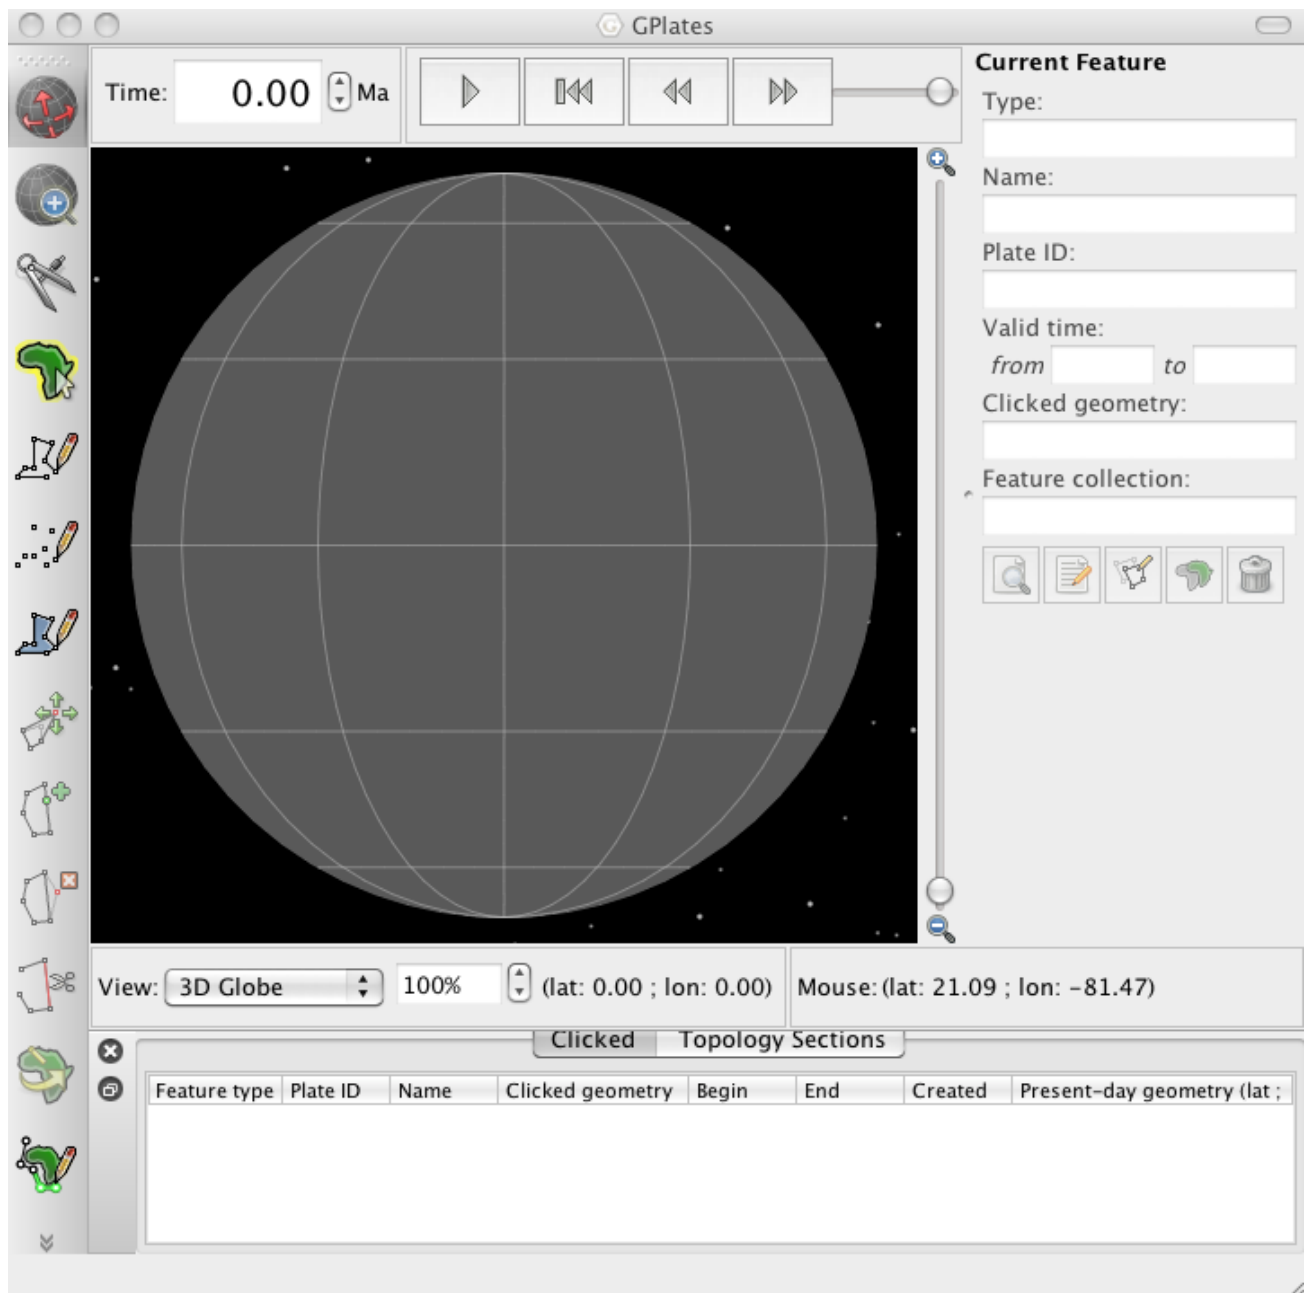 GPlates
Time: 0.00 Ma
Current Feature
Type:
Name:
Plate ID:
Valid time:
from to
Clicked geometry:
Feature collection:
View: 3D Globe 100% (lat: 0.00 ; lon: 0.00) Mouse: (lat: 21.09 ; lon: -81.47)
Clicked Topology Sections
Feature type Plate ID Name Clicked geometry Begin End Created Present-day geometry (lat ;